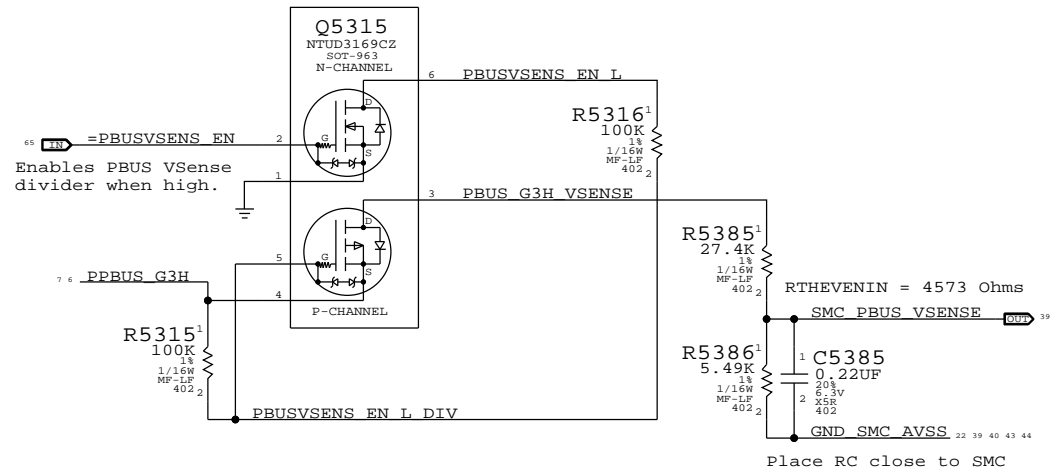 Q5315
NTUD3169CZ
SOT-963
N-CHANNEL
6 PBUSVSENS_EN_L
D
G
S
65 IN =PBUSVSENS_EN 2
Enables PBUS VSense
divider when high.
1
R5316 1
100K
1%
1/16W
MF-LF
402 2
3 PBUS_G3H_VSENSE
D
G
S
5
7 6 PPBUS_G3H
4
P-CHANNEL
R5315 1
100K
1%
1/16W
MF-LF
402 2
PBUSVSENS_EN_L_DIV
R5385 1
27.4K
1%
1/16W
MF-LF
402 2
RTHEVENIN = 4573 Ohms
SMC_PBUS_VSENSE OUT 39
R5386 1
5.49K
1%
1/16W
MF-LF
402 2
1 C5385
0.22UF
20%
6.3V
2 X5R
402
GND_SMC_AVSS 22 39 40 43 44
Place RC close to SMC